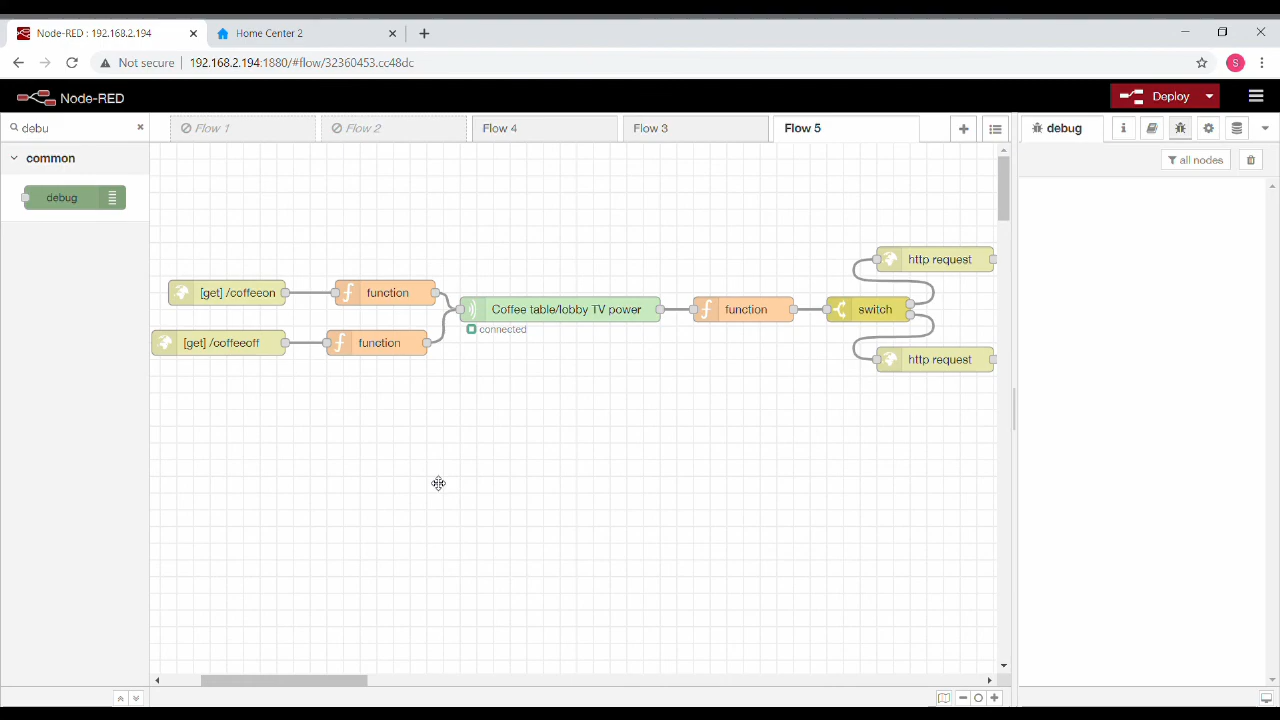 Node-RED : 192.168.2.194
Home Center 2
Not secure
192.168.2.194:1880/#flow/32360453.cc48dc
S
Node-RED
Deploy
debu
Flow 1
Flow 2
Flow 4
Flow 3
Flow 5
debug
i
common
all nodes
debug
http request
[get] /coffeeon
function
Coffee table/lobby TV power
function
switch
connected
[get] /coffeeoff
function
http request